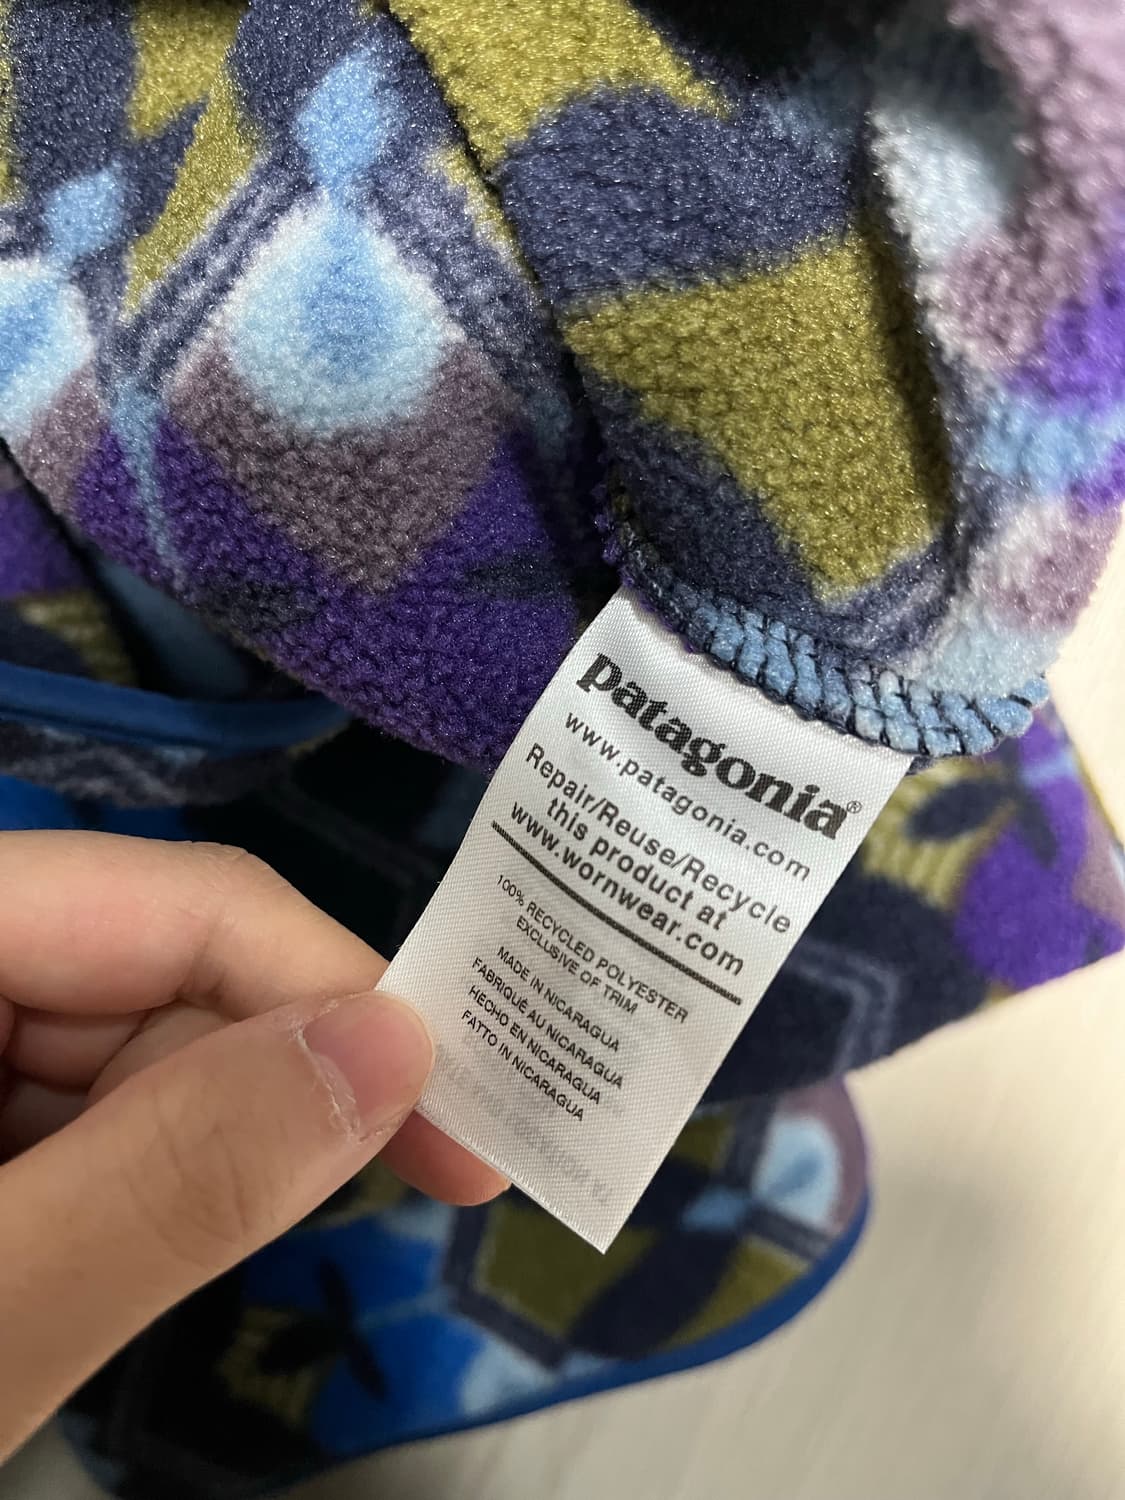 patagonia®
www.patagonia.com
Repair/Reuse/Recycle
this product at
www.wornwear.com
100% RECYCLED POLYESTER
EXCLUSIVE OF TRIM
MADE IN NICARAGUA
FABRIQUÉ AU NICARAGUA
HECHO EN NICARAGUA
FATTO IN NICARAGUA